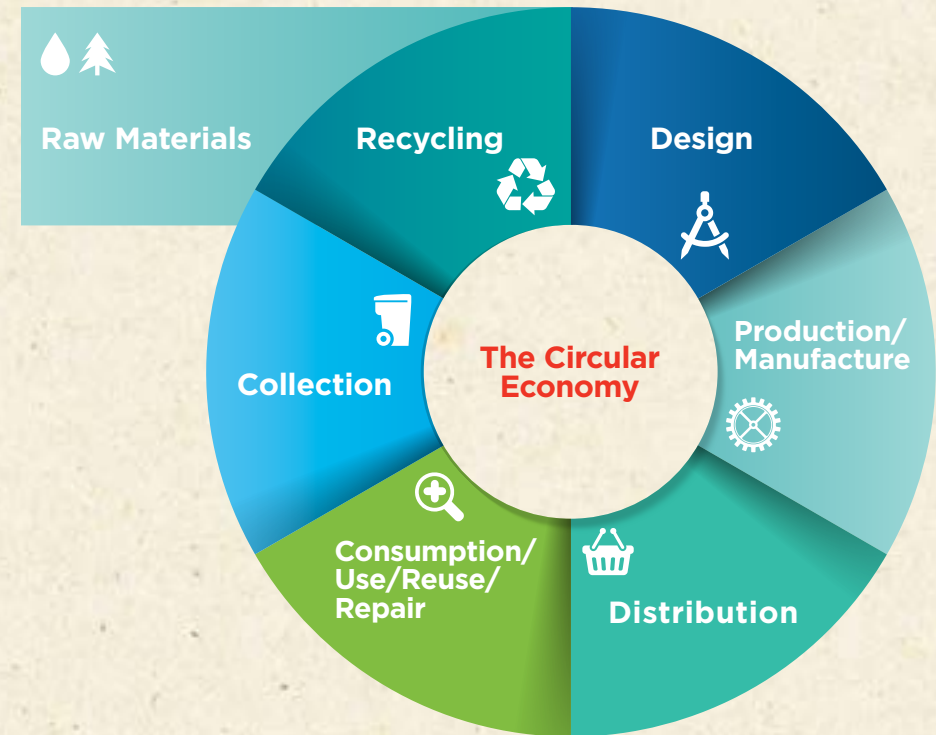 Raw Materials
Recycling
Design
Production/
Manufacture
The Circular
Economy
Collection
Consumption/
Use/Reuse/
Repair
Distribution